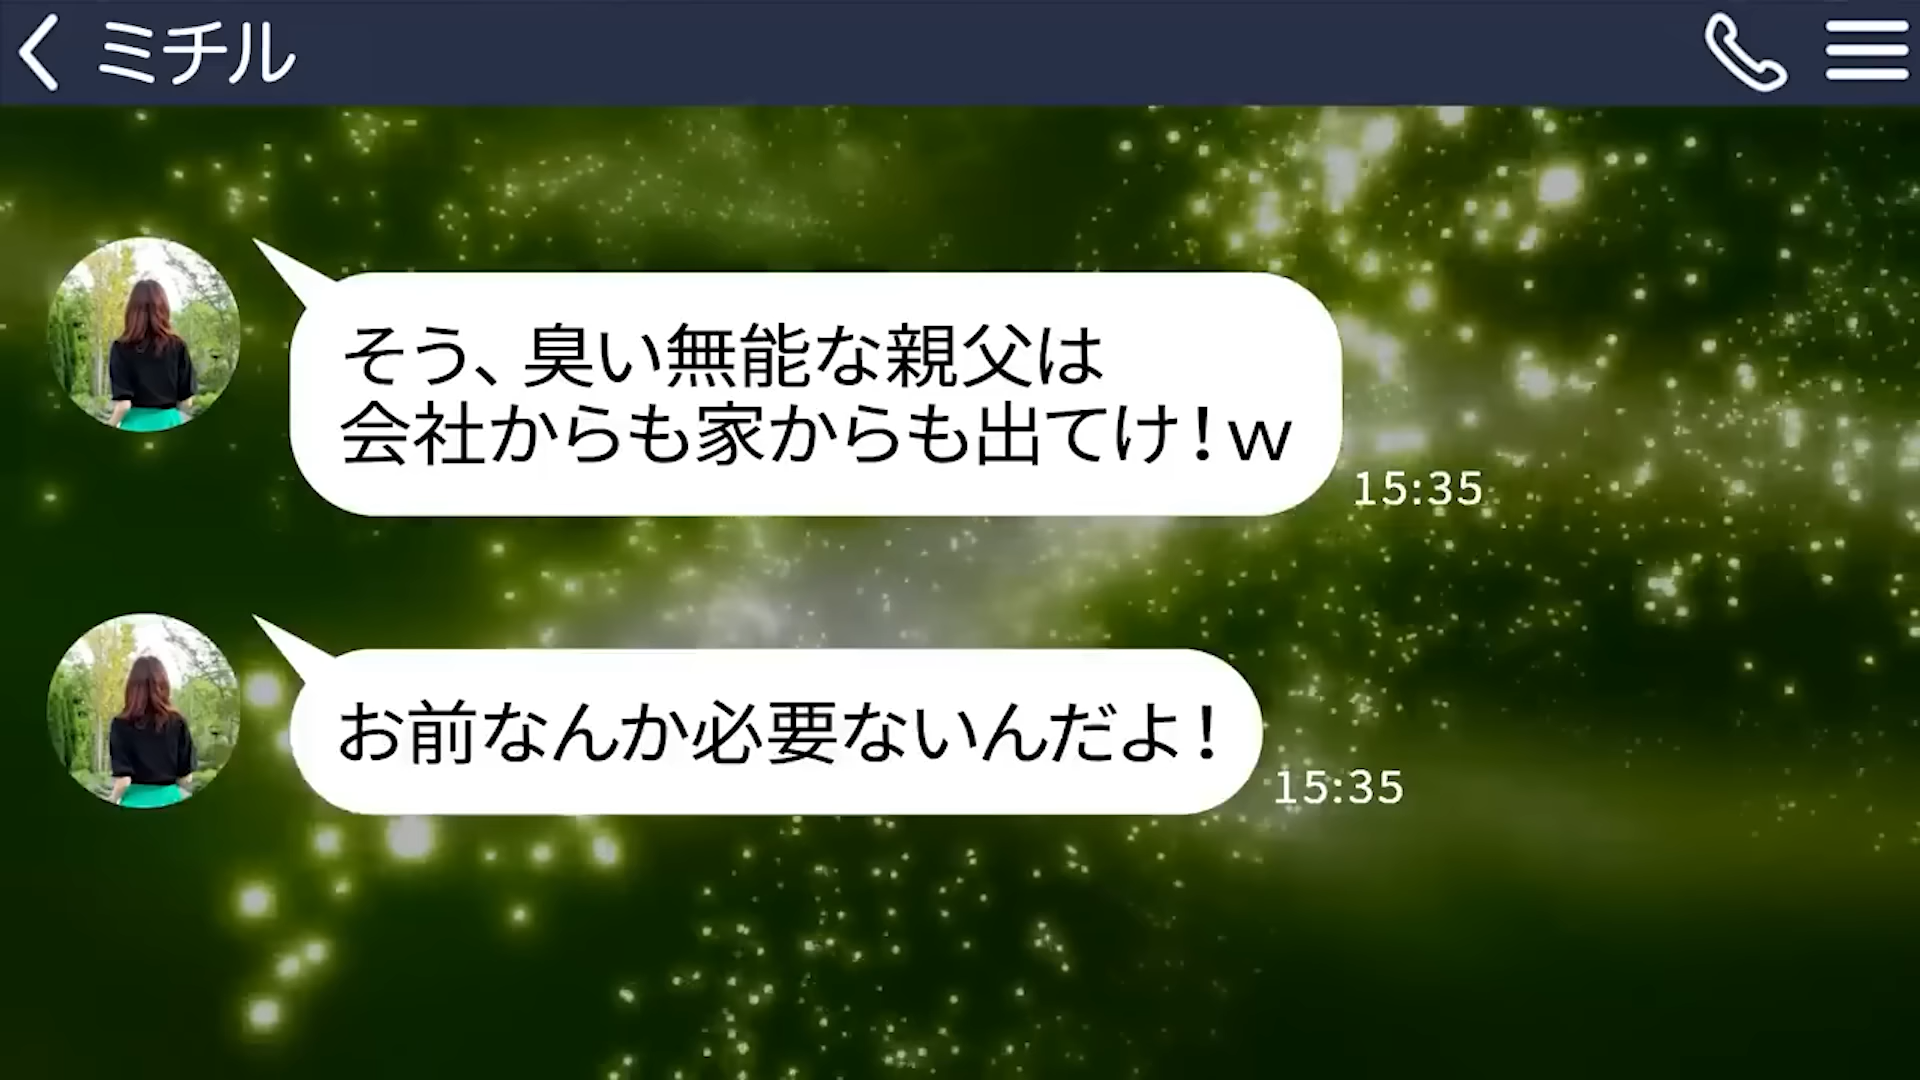 ミチル
そう、臭い無能な親父は
会社からも家からも出てけ！w
15:35
お前なんか必要ないんだよ！
15:35